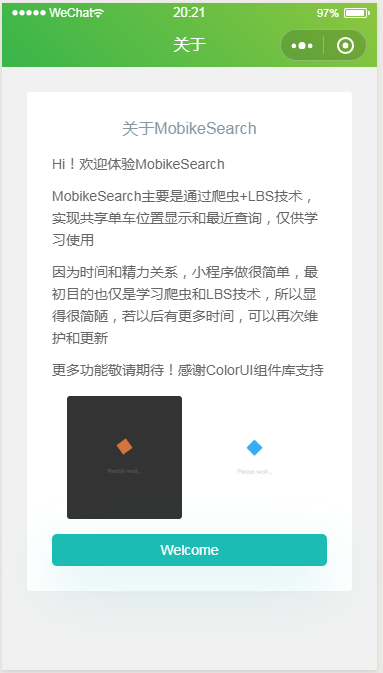 WeChat 20:21 97%
关于
关于MobikeSearch
Hi！欢迎体验MobikeSearch
MobikeSearch主要是通过爬虫+LBS技术，
实现共享单车位置显示和最近查询，仅供学
习使用
因为时间和精力关系，小程序做很简单，最
初目的也仅是学习爬虫和LBS技术，所以显
得很简陋，若以后有更多时间，可以再次维
护和更新
更多功能敬请期待！感谢ColorUI组件库支持
Please wait... Please wait...
Welcome